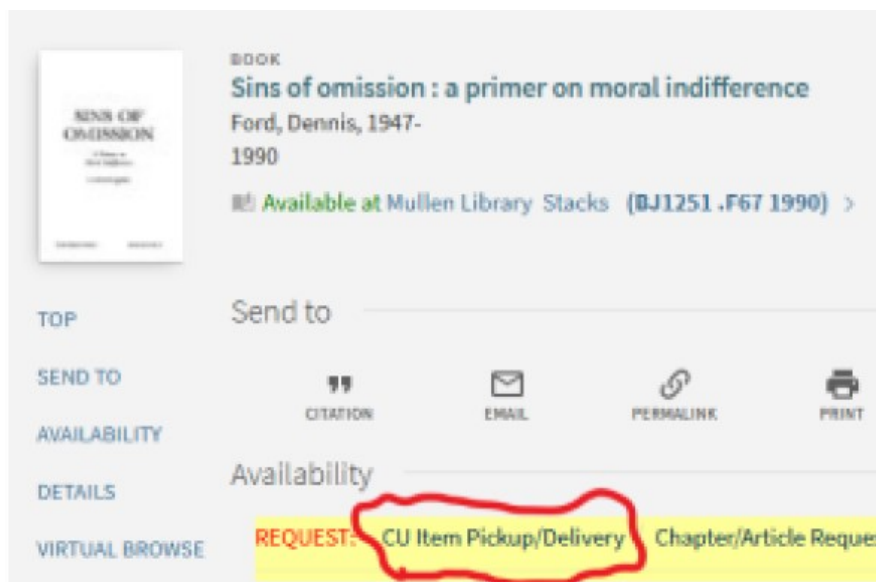 BOOK
Sins of omission : a primer on moral indifference
Ford, Dennis, 1947-
1990
Available at Mullen Library Stacks (BJ1251 .F67 1990) >
SINS OF
OMISSION
TOP
SEND TO
AVAILABILITY
DETAILS
VIRTUAL BROWSE
Send to
CITATION
EMAIL
PERMALINK
PRINT
Availability
REQUEST: CU Item Pickup/Delivery Chapter/Article Reques